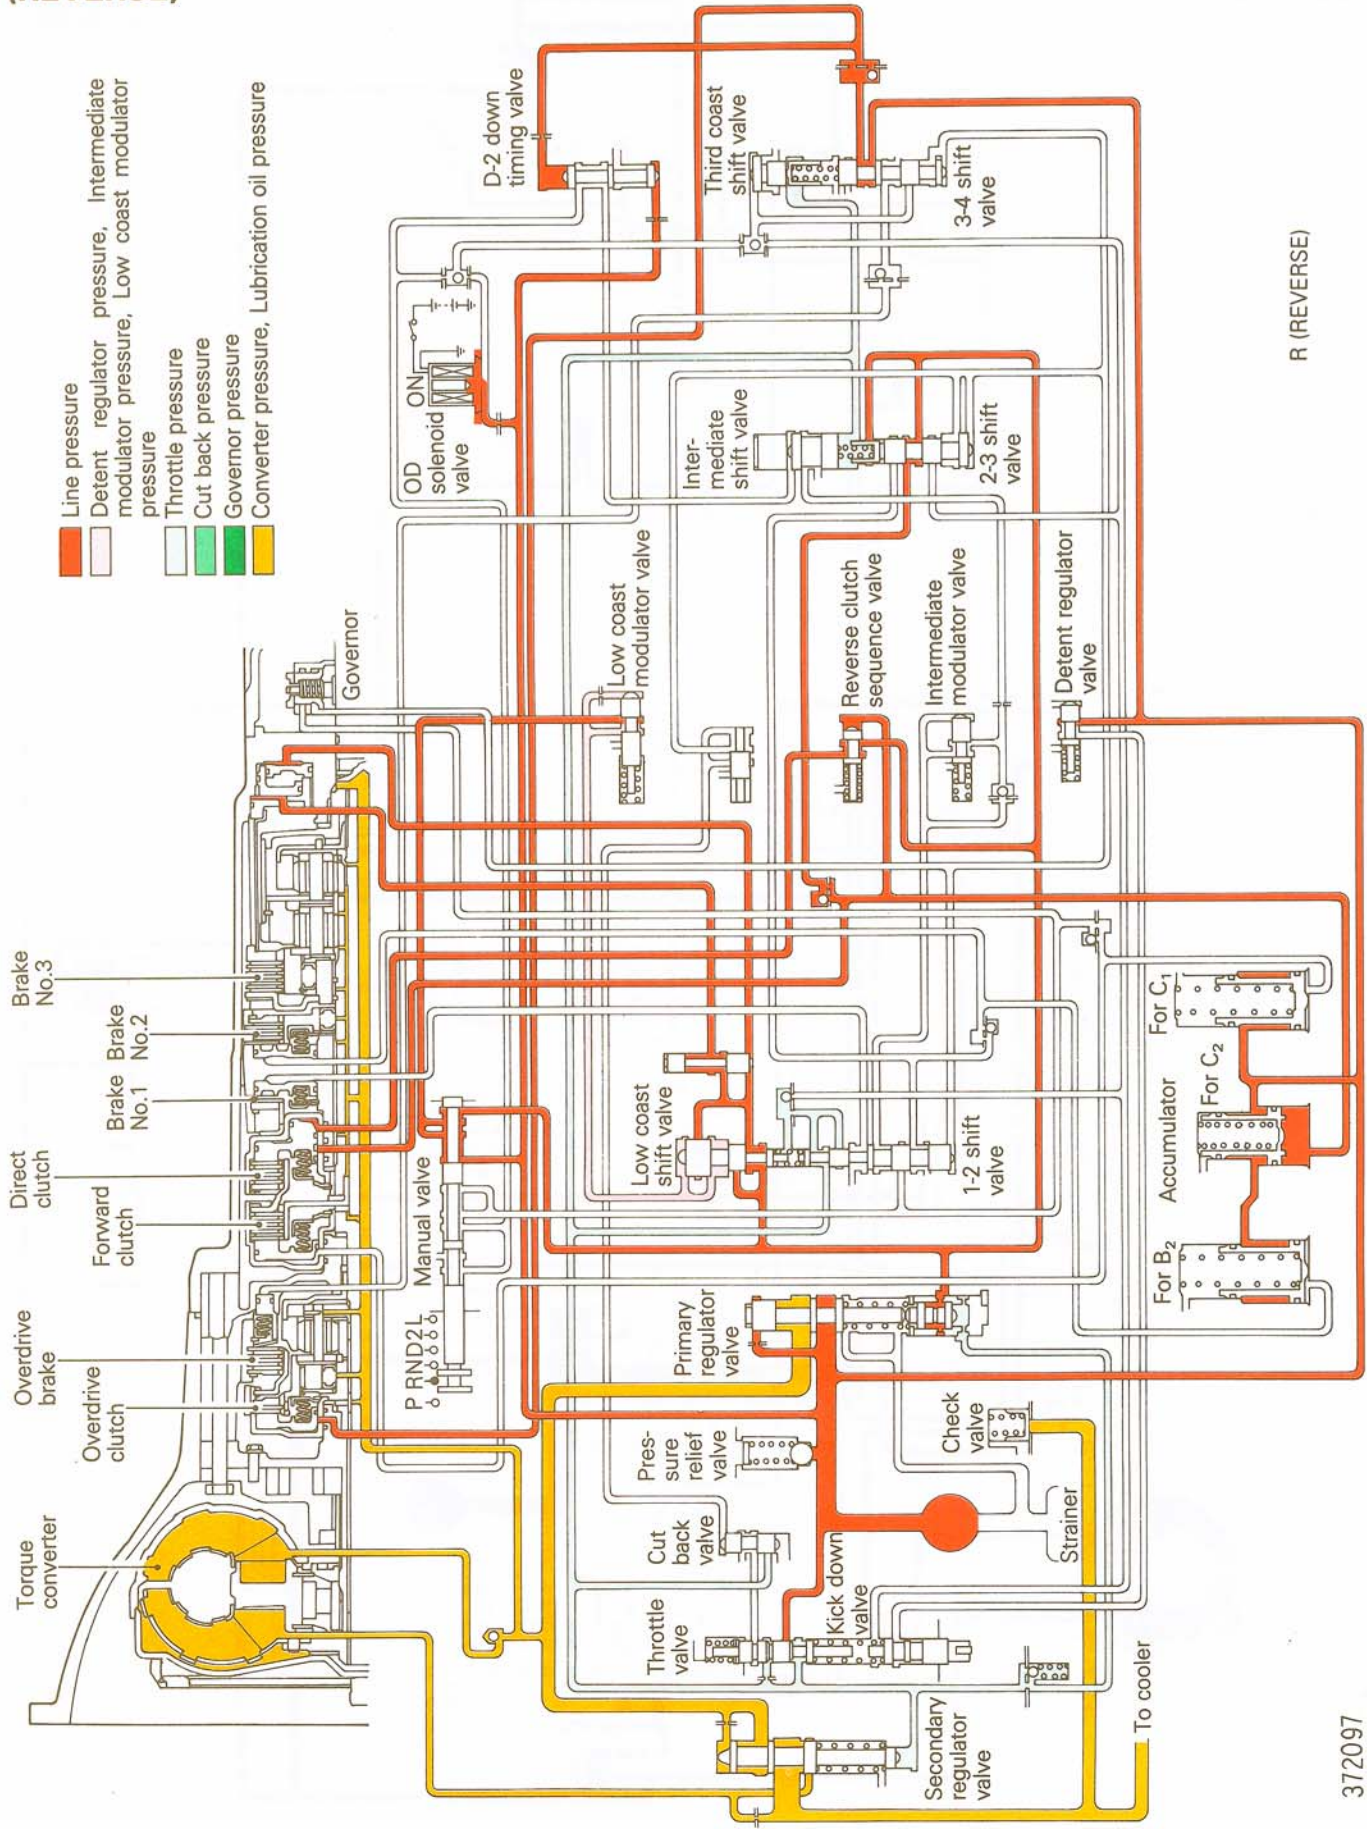 Line pressure
Detent regulator pressure, Intermediate
modulator pressure, Low coast modulator
pressure
Throttle pressure
Cut back pressure
Governor pressure
Converter pressure, Lubrication oil pressure
Torque
converter
Overdrive
clutch
Overdrive
brake
Forward
clutch
Direct
clutch
Brake
No.1
Brake
No.2
Brake
No.3
Governor
OD
solenoid
valve
ON
D-2 down
timing valve
Third coast
shift valve
3-4 shift
valve
Inter-
mediate
shift valve
2-3 shift
valve
Low coast
modulator valve
Reverse clutch
sequence valve
Intermediate
modulator valve
Detent regulator
valve
Manual valve
P RND2L
Low coast
shift valve
1-2 shift
valve
Primary
regulator
valve
Pres-
sure
relief
valve
Check
valve
Cut
back
valve
Throttle
valve
Kick down
valve
Strainer
Secondary
regulator
valve
To cooler
Accumulator
For B₂
For C₂
For C₁
R (REVERSE)
372097